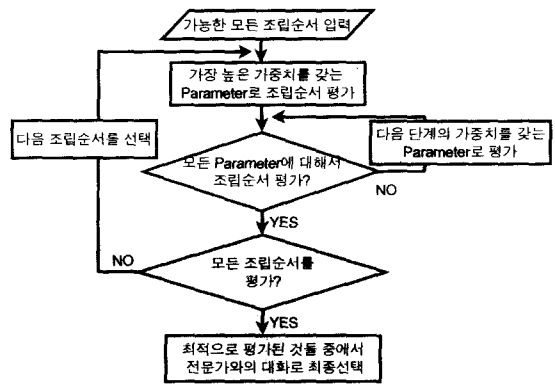 가능한 모든 조립순서 입력
가장 높은 가중치를 갖는
Parameter로 조립순서 평가
다음 조립순서를 선택
다음 단계의 가중치를 갖는
Parameter로 평가
모든 Parameter에 대해서
조립순서 평가?
NO
YES
NO
모든 조립순서를
평가?
YES
최적으로 평가된 것들 중에서
전문가와의 대화로 최종선택